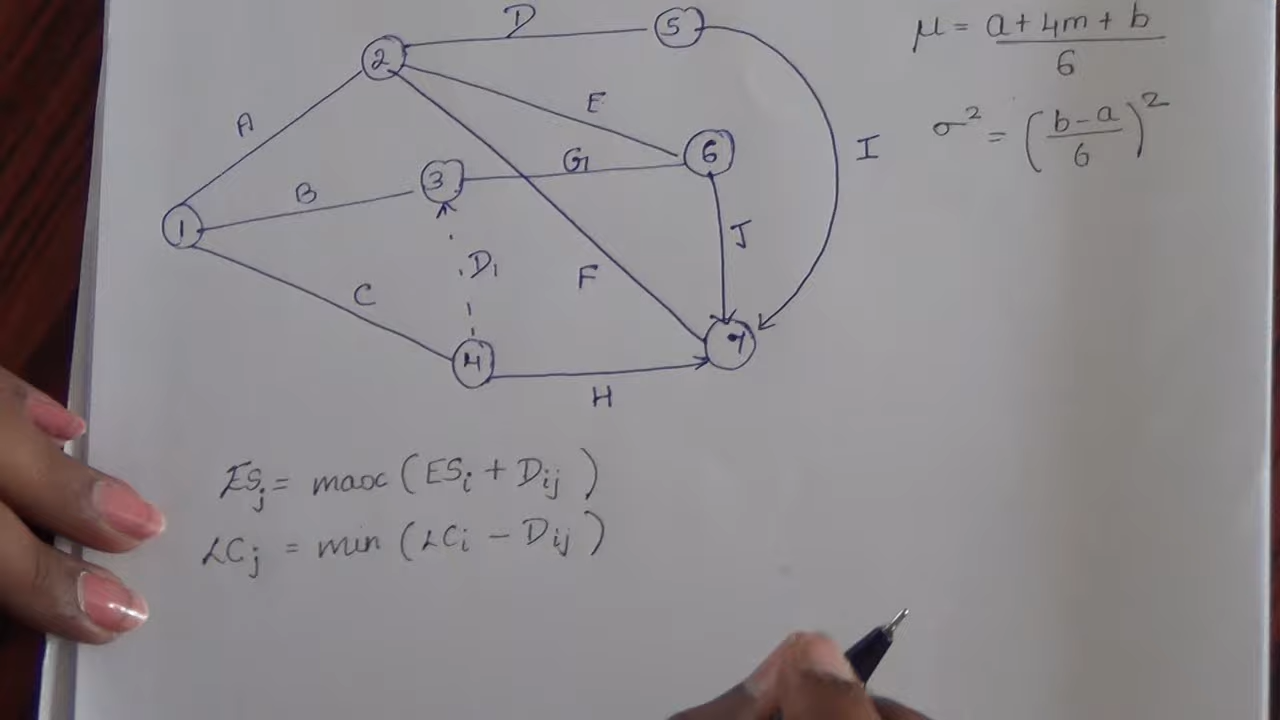 D
5
μ = a + 4m + b
6
2
A
E
σ² = (b - a / 6)²
I
6
G
3
B
1
J
D₁
F
C
7
4
H
ESj = max (ESi + Dij)
LCj = min (LCi - Dij)